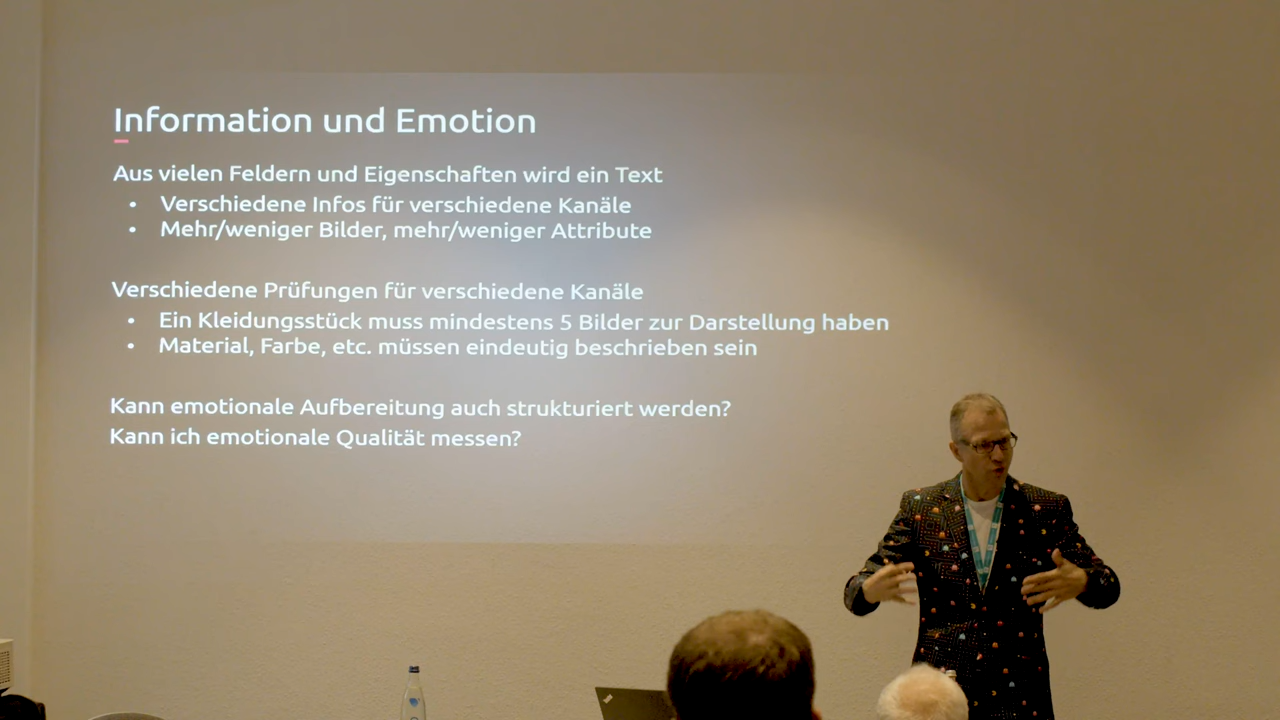 Information und Emotion
Aus vielen Feldern und Eigenschaften wird ein Text
• Verschiedene Infos für verschiedene Kanäle
• Mehr/weniger Bilder, mehr/weniger Attribute
Verschiedene Prüfungen für verschiedene Kanäle
• Ein Kleidungsstück muss mindestens 5 Bilder zur Darstellung haben
• Material, Farbe, etc. müssen eindeutig beschrieben sein
Kann emotionale Aufbereitung auch strukturiert werden?
Kann ich emotionale Qualität messen?